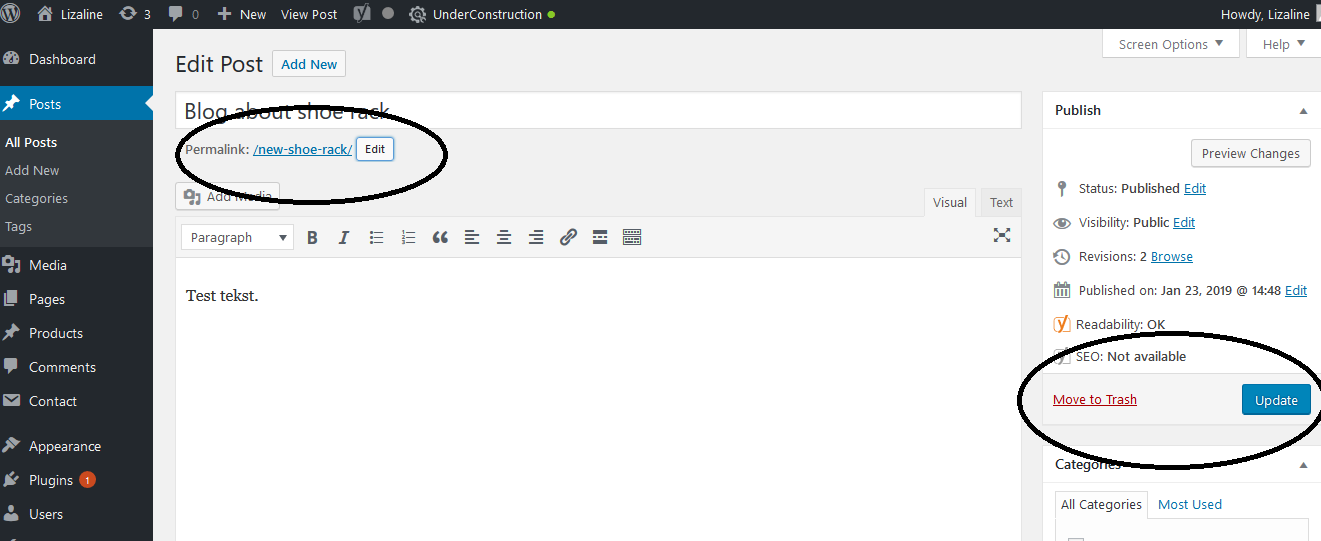 Lizaline 3 0 New View Post UnderConstruction Howdy, Lizaline
Screen Options Help
Dashboard
Posts
All Posts
Add New
Categories
Tags
Media
Pages
Products
Comments
Contact
Appearance
Plugins 1
Users
Edit Post Add New
Blog about shoe rack
Permalink: /new-shoe-rack/ Edit
Add Media
Visual Text
Paragraph B I
Test tekst.
Publish
Preview Changes
Status: Published Edit
Visibility: Public Edit
Revisions: 2 Browse
Published on: Jan 23, 2019 @ 14:48 Edit
Readability: OK
SEO: Not available
Move to Trash Update
Categories
All Categories Most Used